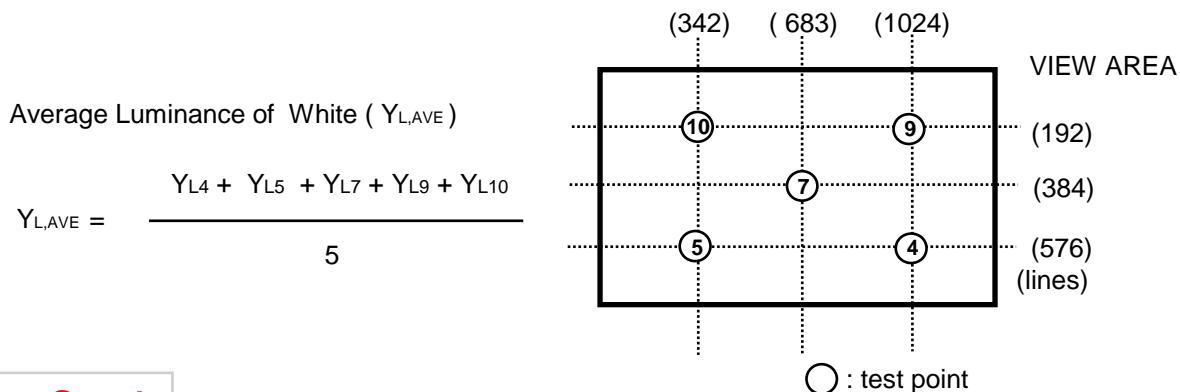 (342) ( 683) (1024)
VIEW AREA
Average Luminance of White ( YL,AVE )
YL,AVE =
YL4 + YL5 + YL7 + YL9 + YL10
5
10
9
(192)
7
(384)
5
4
(576)
(lines)
: test point